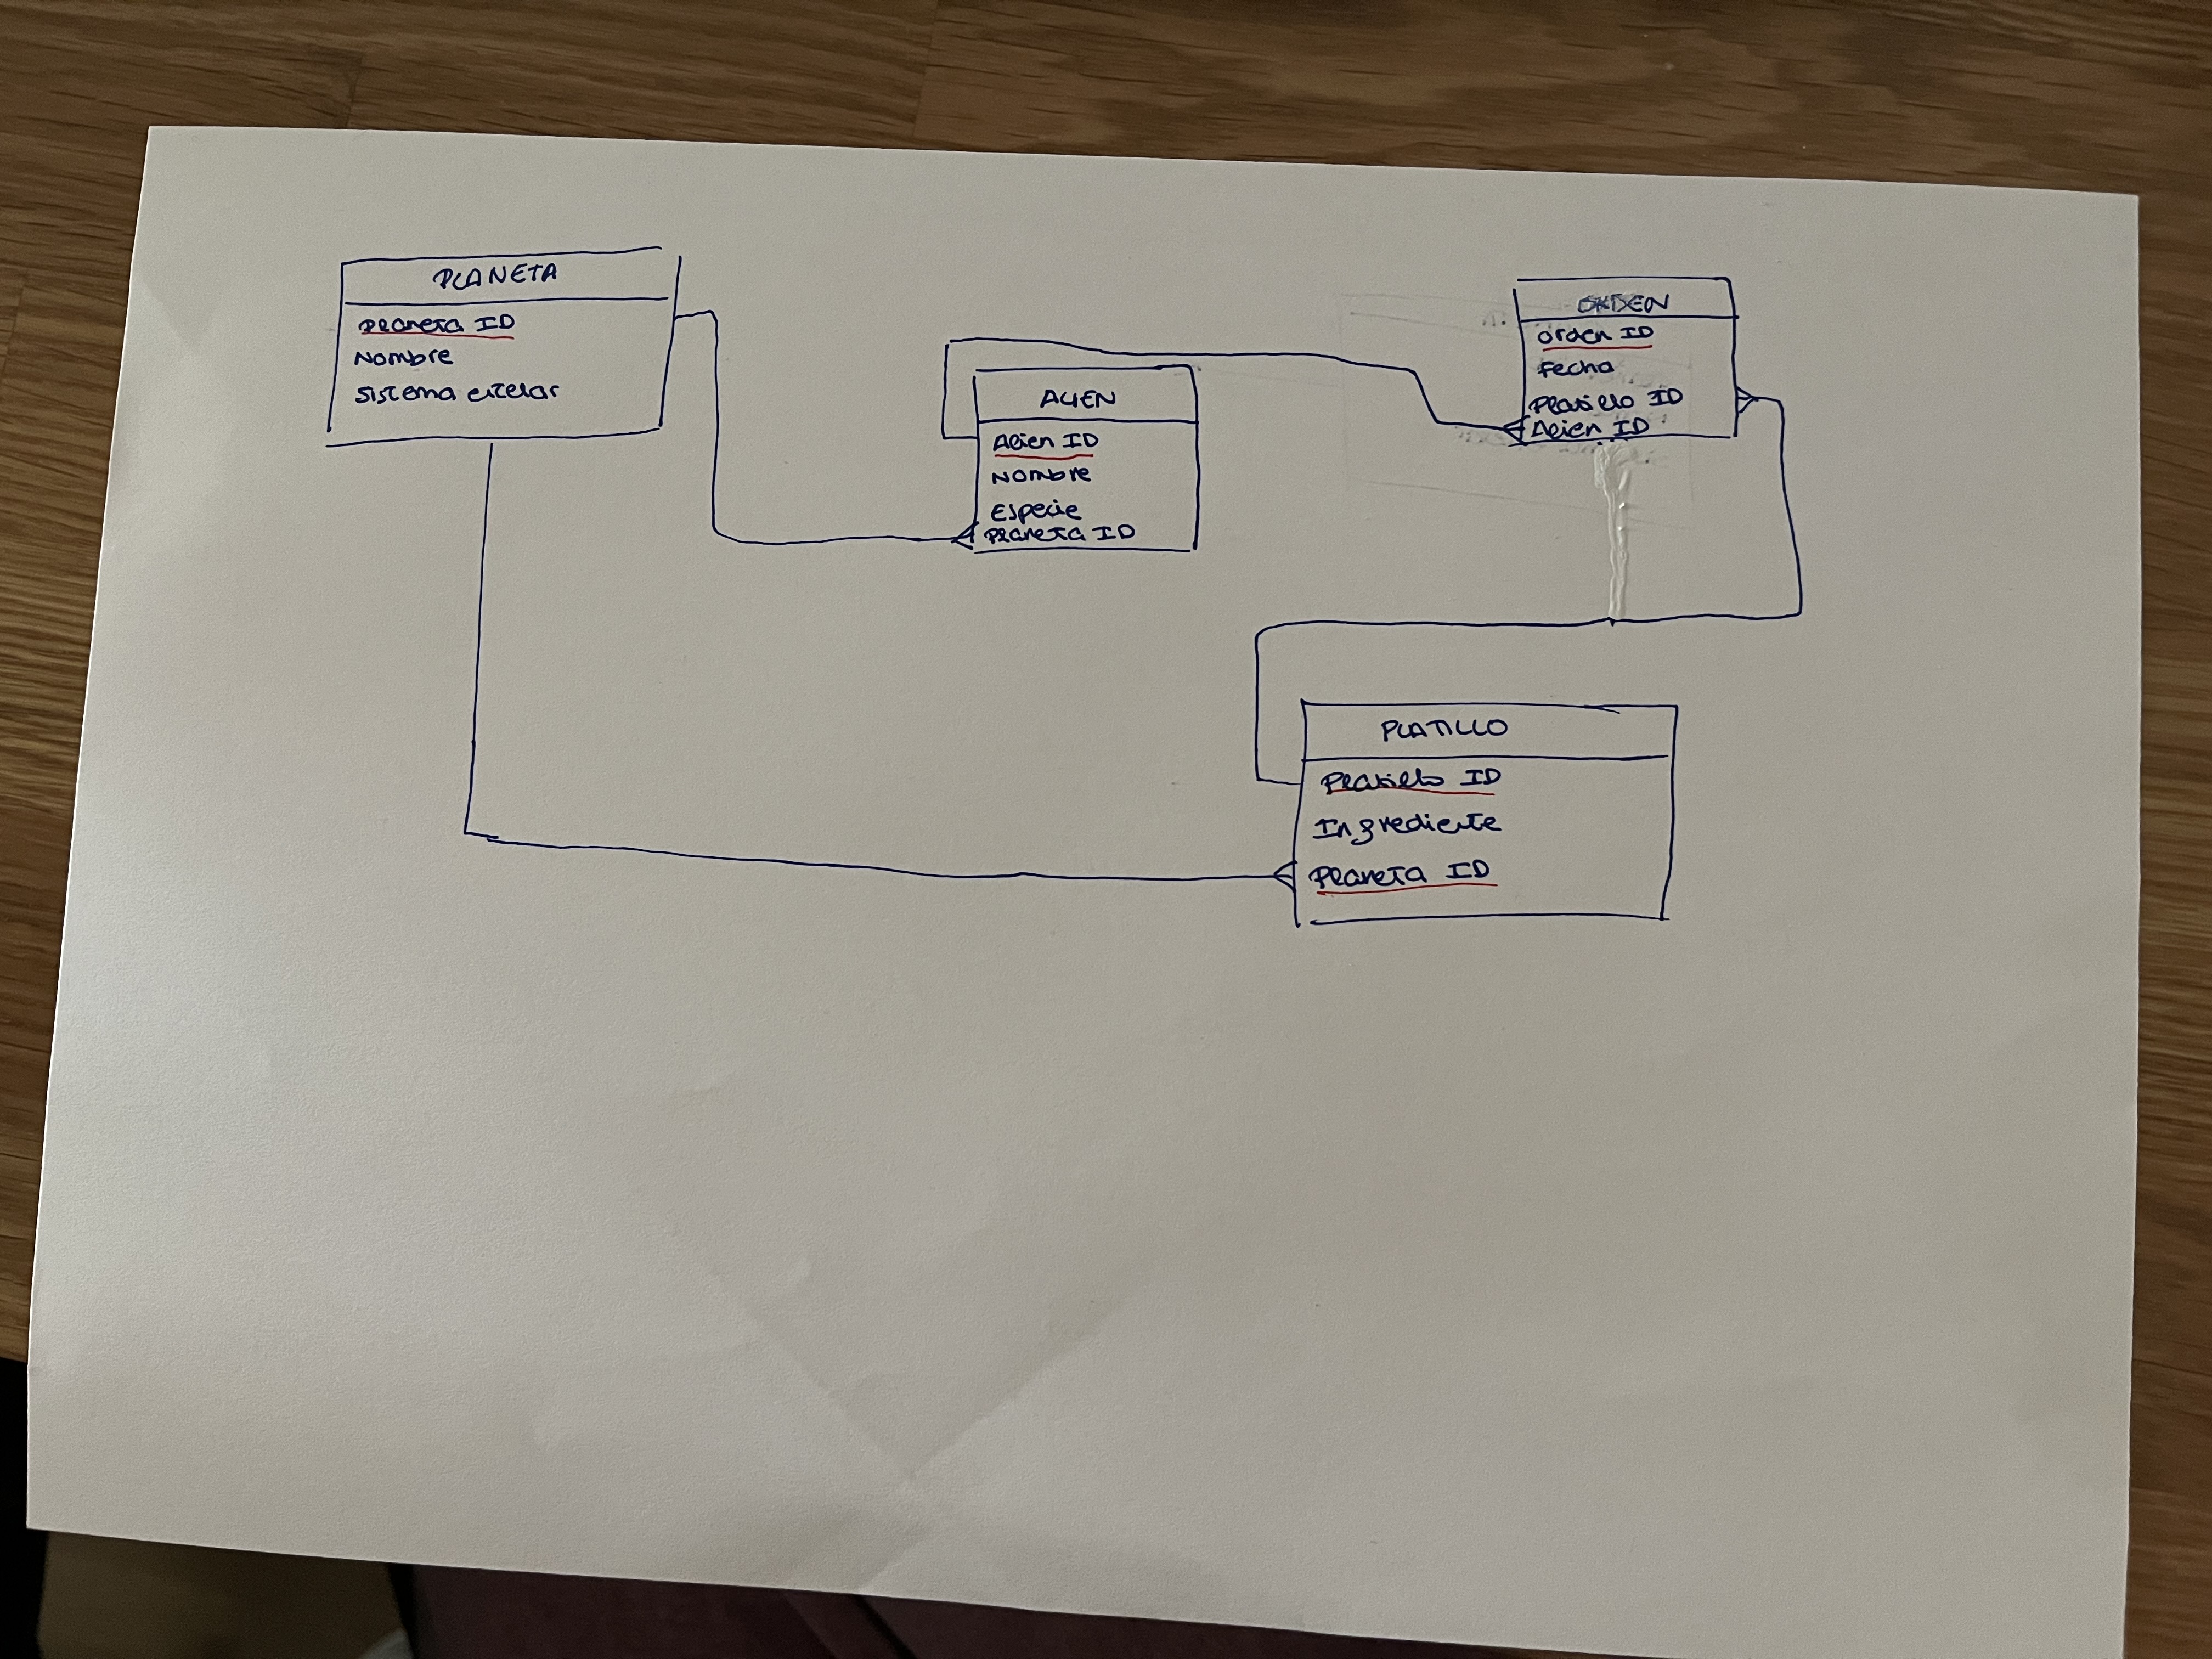 PLANETA
Planeta ID
Nombre
Sistema estelar
ALIEN
Alien ID
Nombre
Especie
Planeta ID
ORDEN
Orden ID
Fecha
Platillo ID
Alien ID
PLATILLO
Platillo ID
Ingrediente
Planeta ID